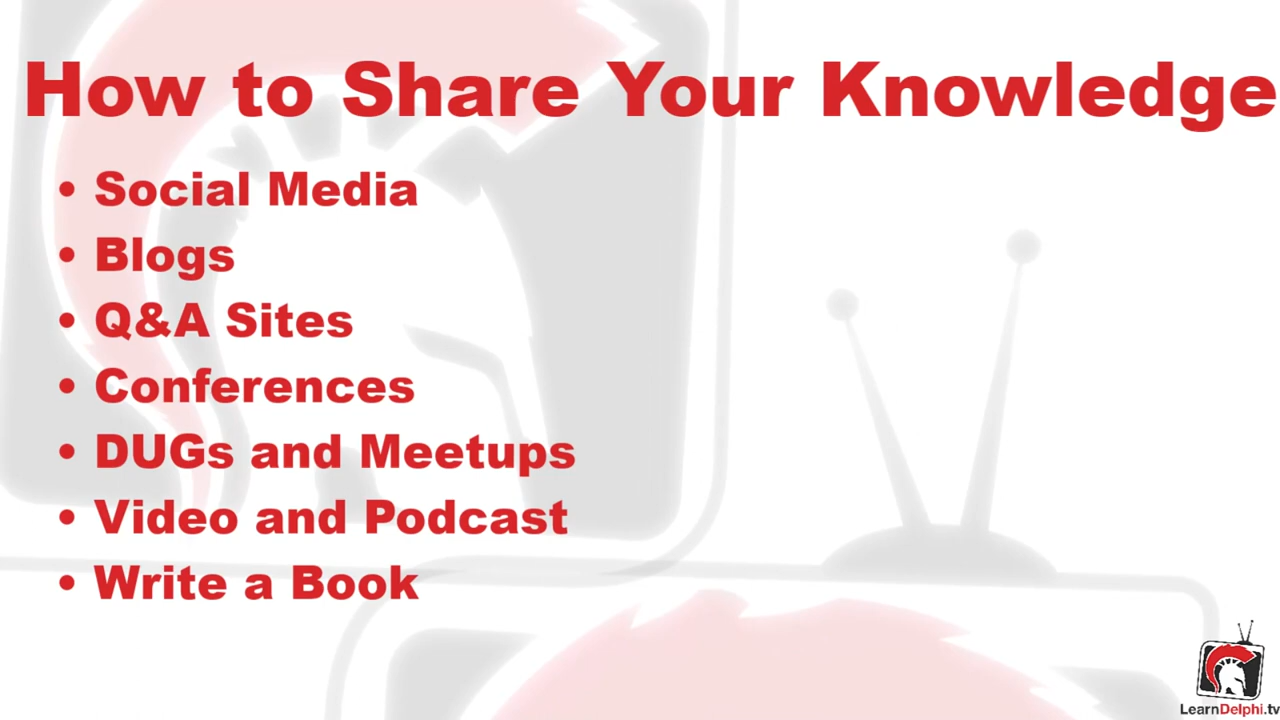 How to Share Your Knowledge
• Social Media
• Blogs
• Q&A Sites
• Conferences
• DUGs and Meetups
• Video and Podcast
• Write a Book
LearnDelphi.tv